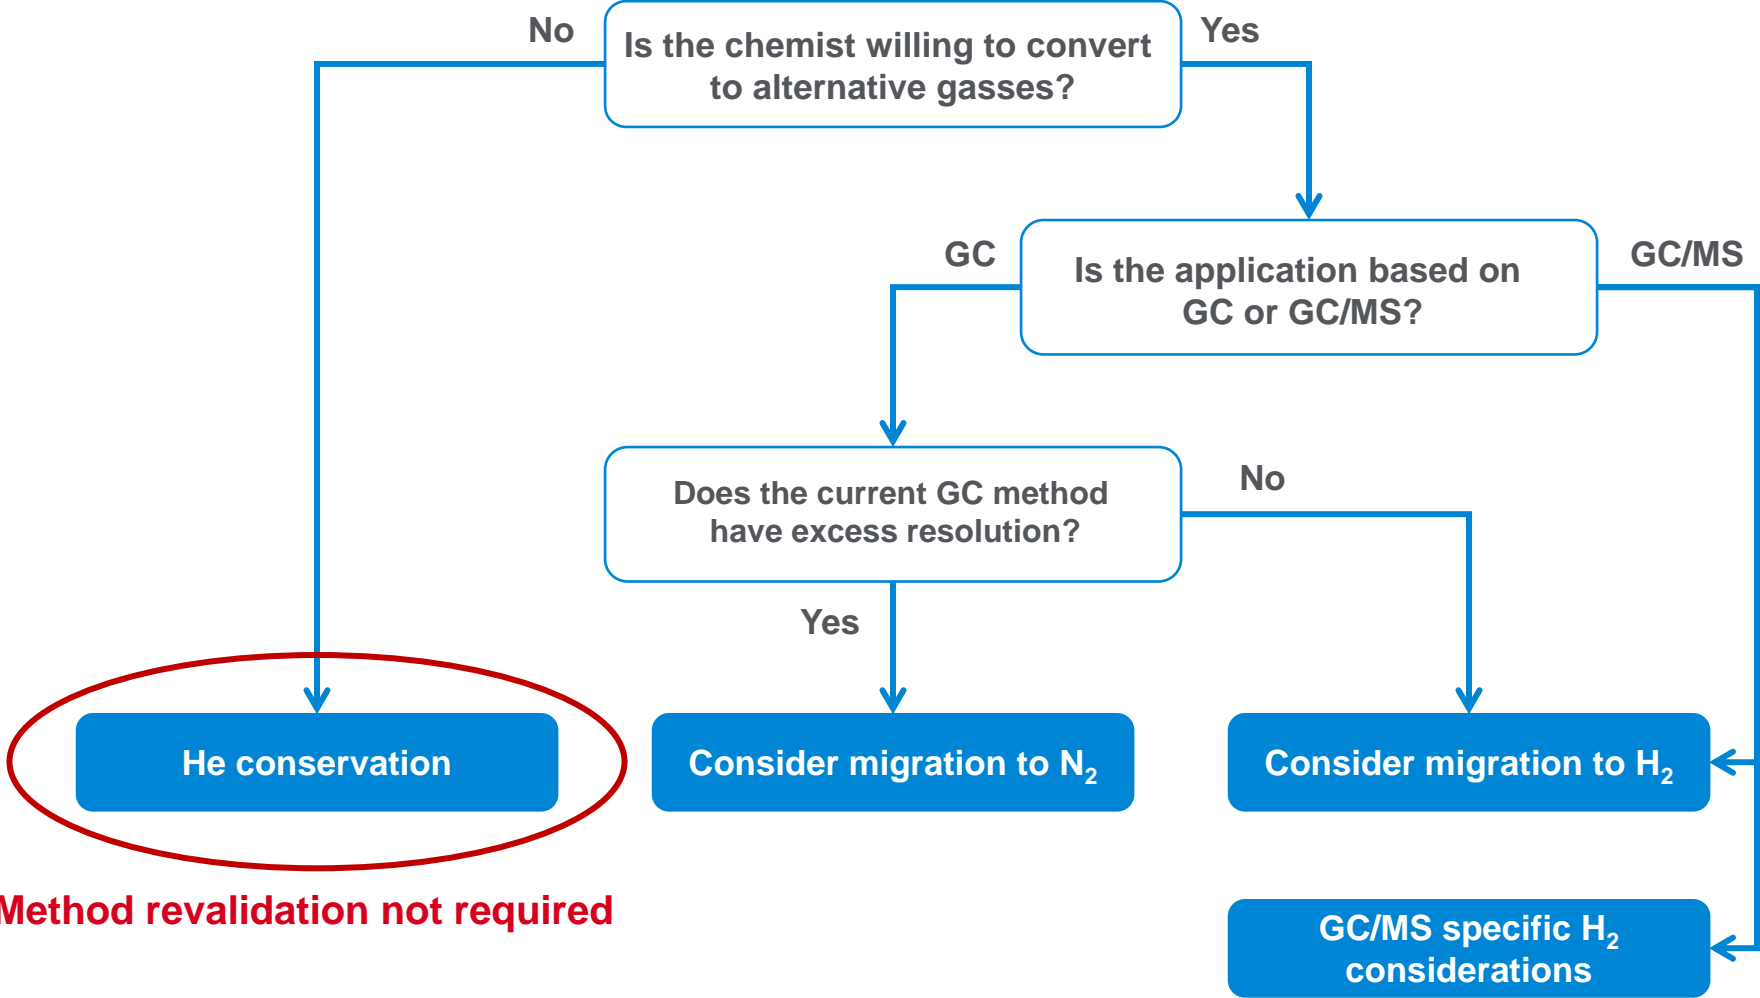 No
Is the chemist willing to convert
to alternative gasses?
Yes
GC
Is the application based on
GC or GC/MS?
GC/MS
Does the current GC method
have excess resolution?
No
Yes
He conservation
Consider migration to N₂
Consider migration to H₂
Method revalidation not required
GC/MS specific H₂
considerations